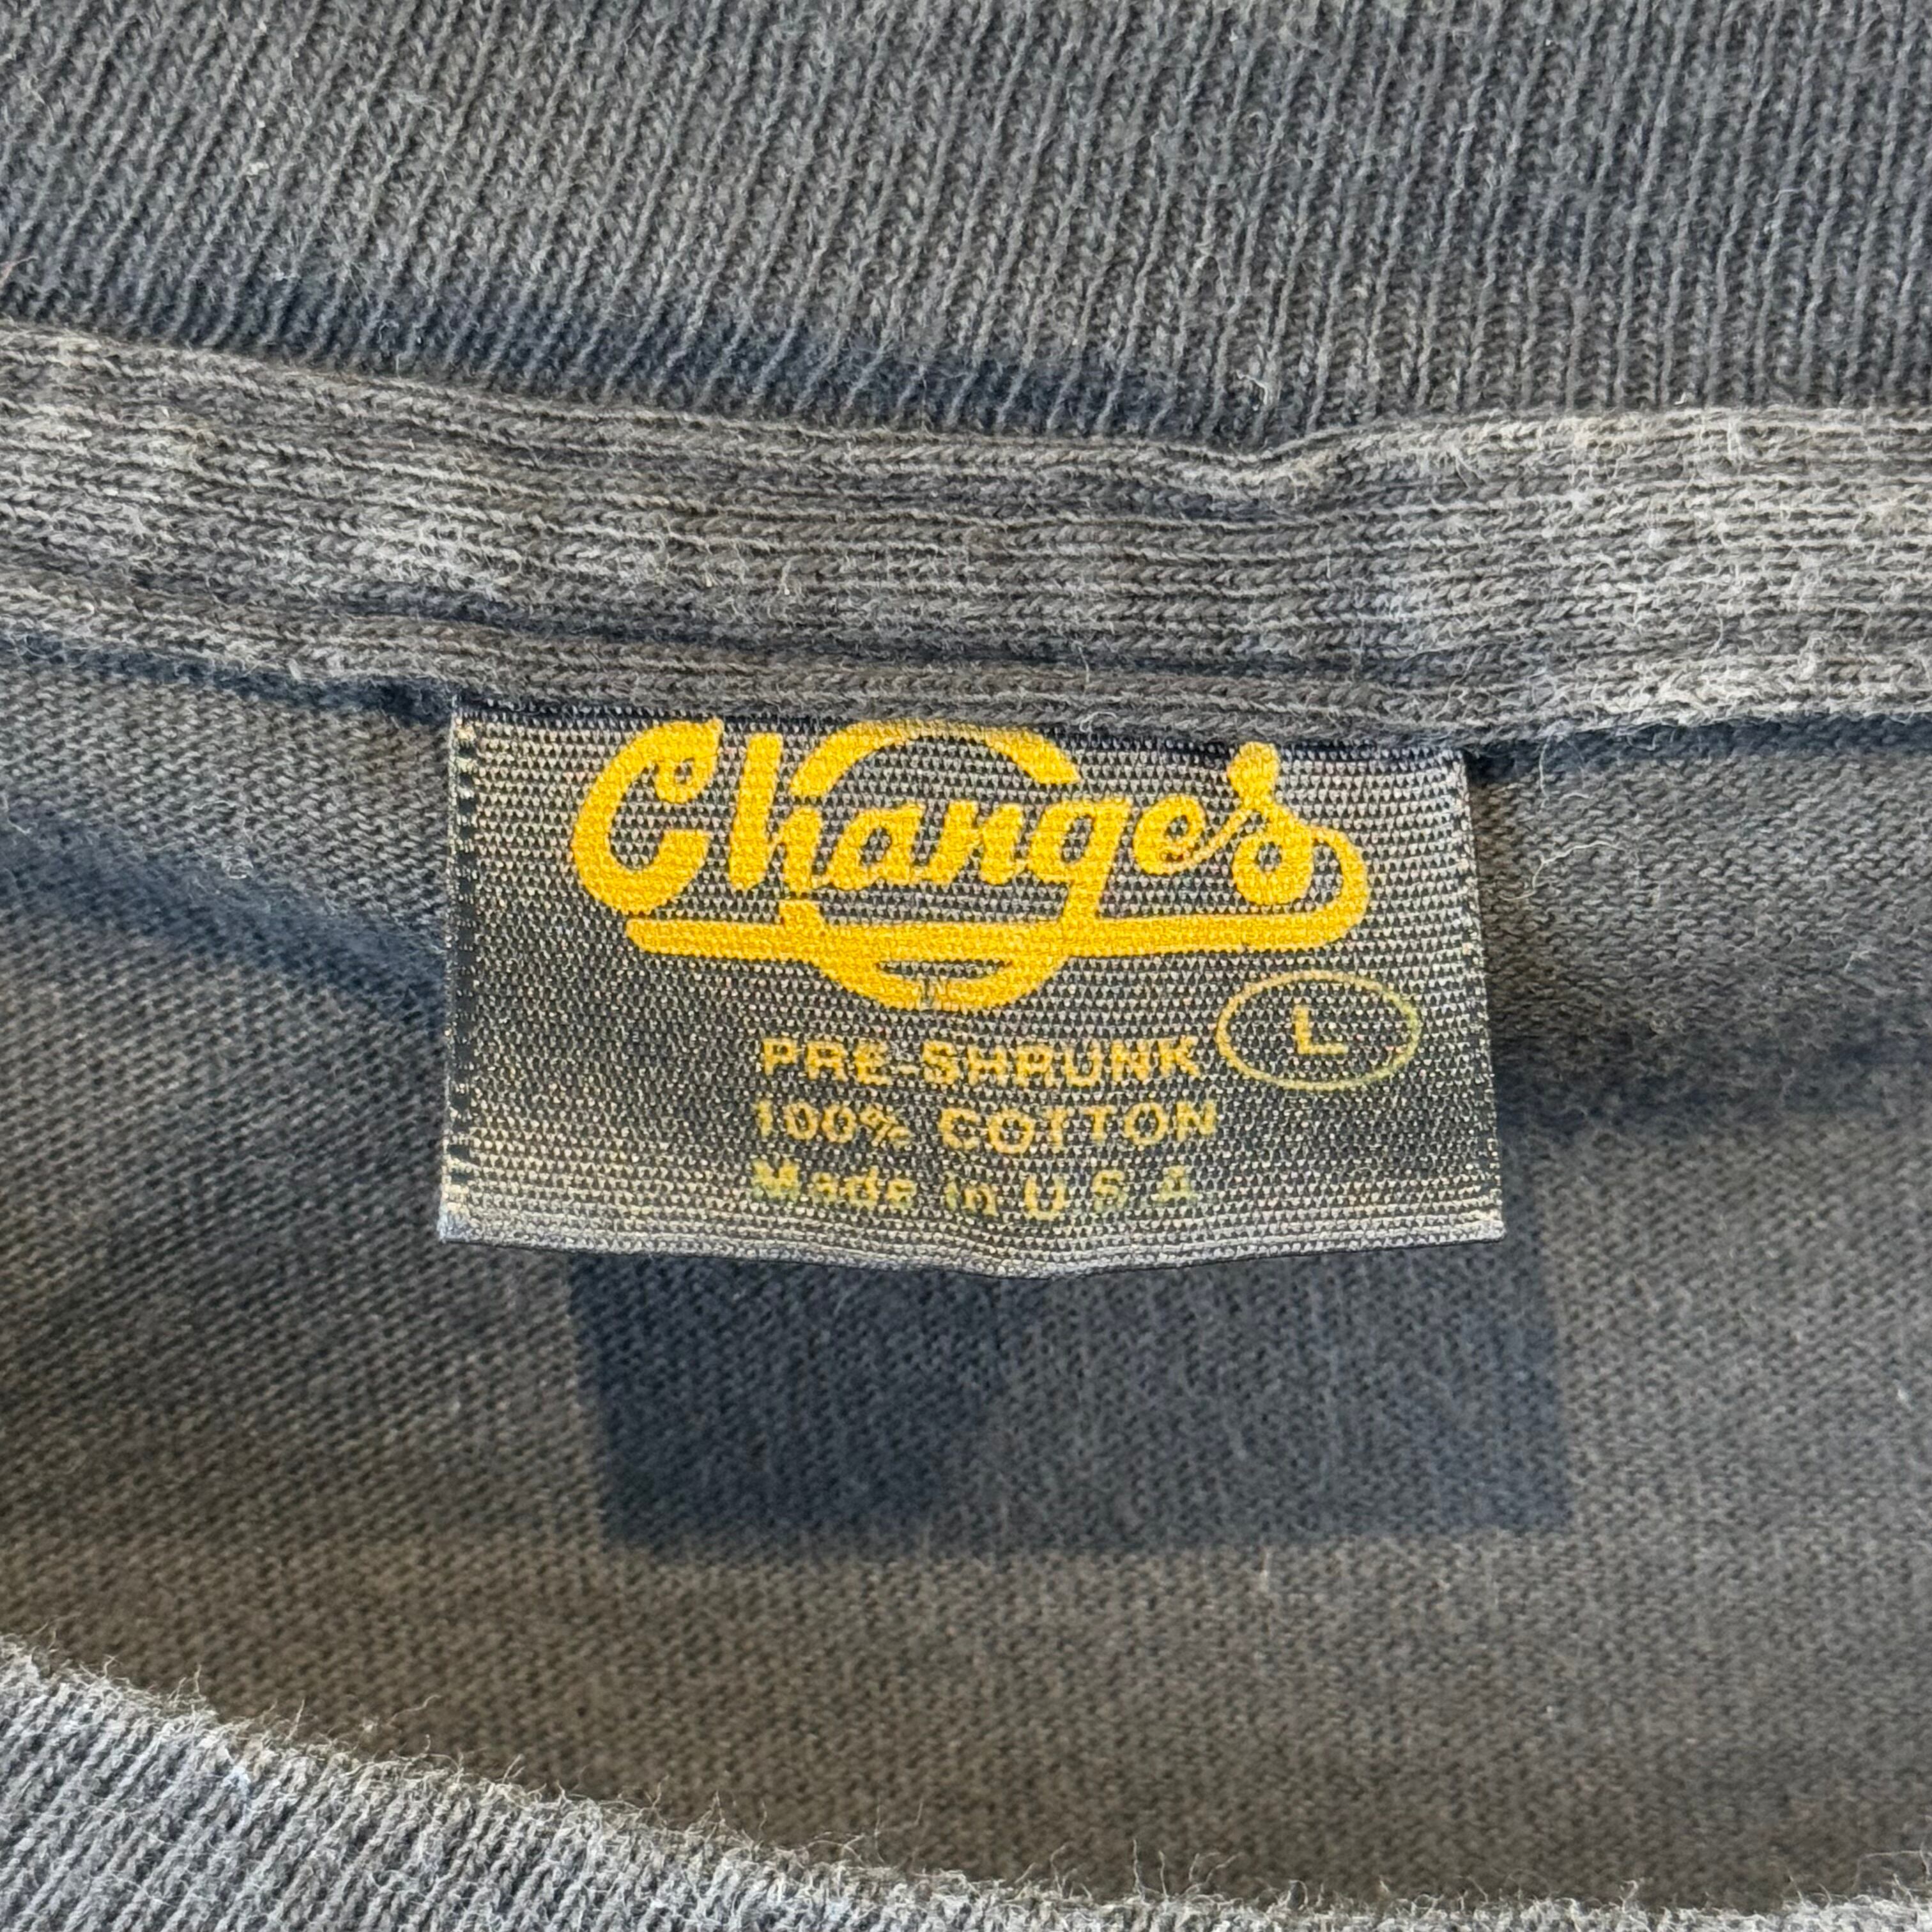 Changes
PRE-SHRUNK L
100% COTTON
Made in U.S.A.